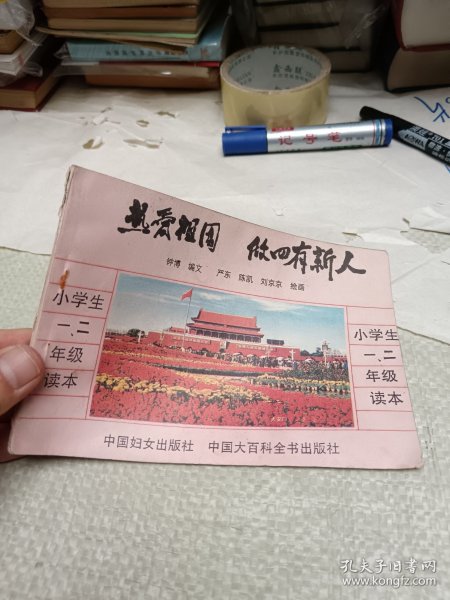 热爱祖国 做四有新人
钟博 编文 严东 陈凯 刘京京 绘画
小学生
一、二
年级
读本
小学生
一、二
年级
读本
中国妇女出版社 中国大百科全书出版社
记号笔
孔夫子旧书网
www.kongfz.com